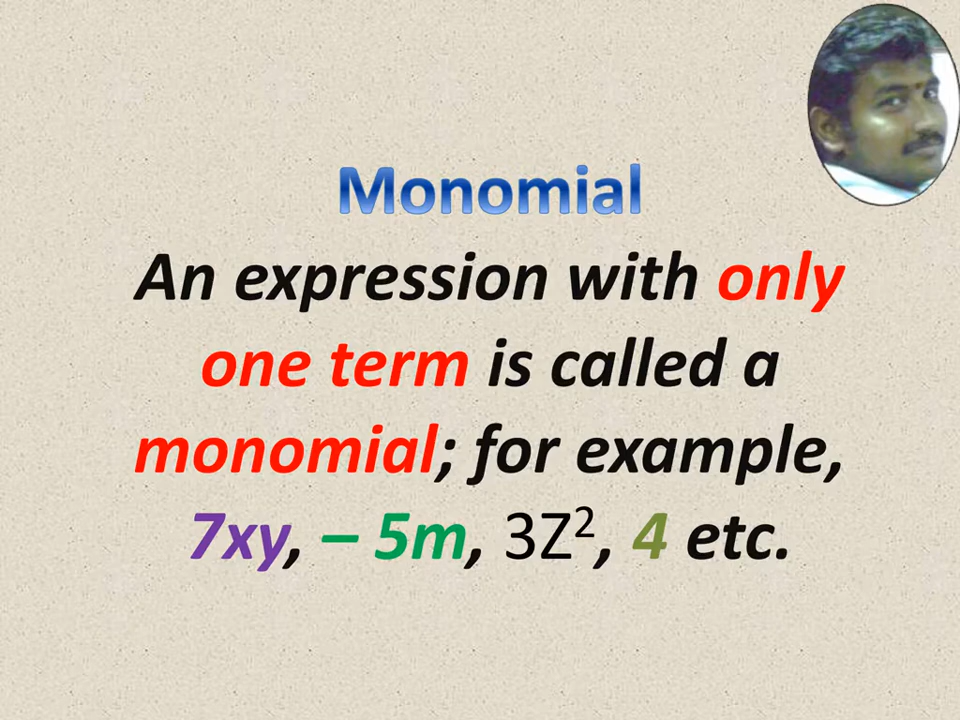 Monomial
An expression with only
one term is called a
monomial; for example,
7xy, – 5m, 3Z², 4 etc.